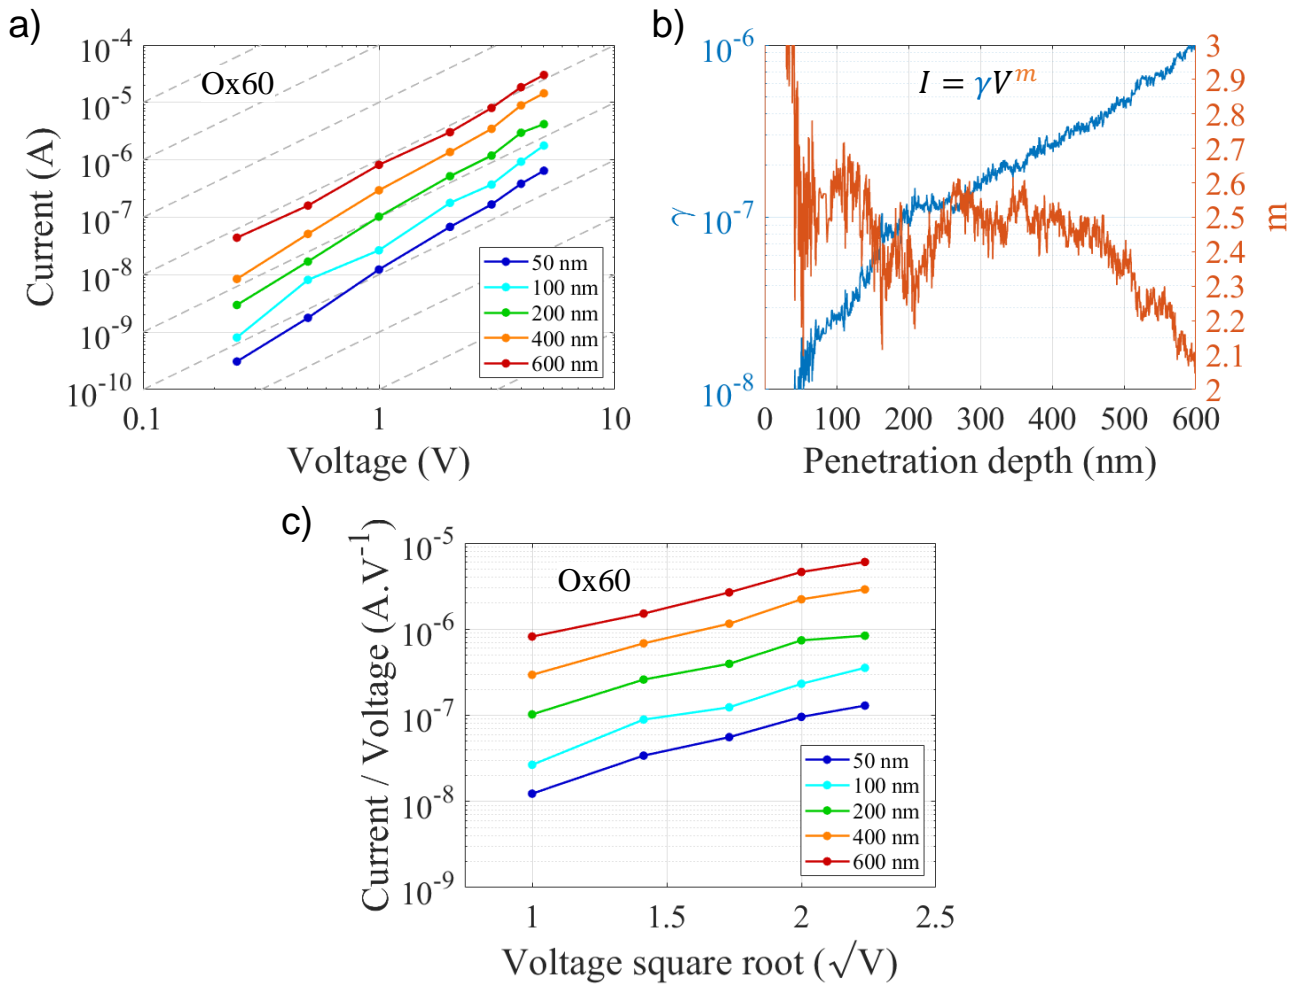 a)
Ox60
Current (A)
10-4
10-5
10-6
10-7
10-8
10-9
10-10
0.1
1
10
Voltage (V)
50 nm
100 nm
200 nm
400 nm
600 nm
b)
I = γVm
γ
10-6
10-7
10-8
3
2.9
2.8
2.7
2.6
2.5
2.4
2.3
2.2
2.1
2
m
0
100
200
300
400
500
600
Penetration depth (nm)
c)
Ox60
Current / Voltage (A.V-1)
10-5
10-6
10-7
10-8
10-9
1
1.5
2
2.5
Voltage square root (√V)
50 nm
100 nm
200 nm
400 nm
600 nm